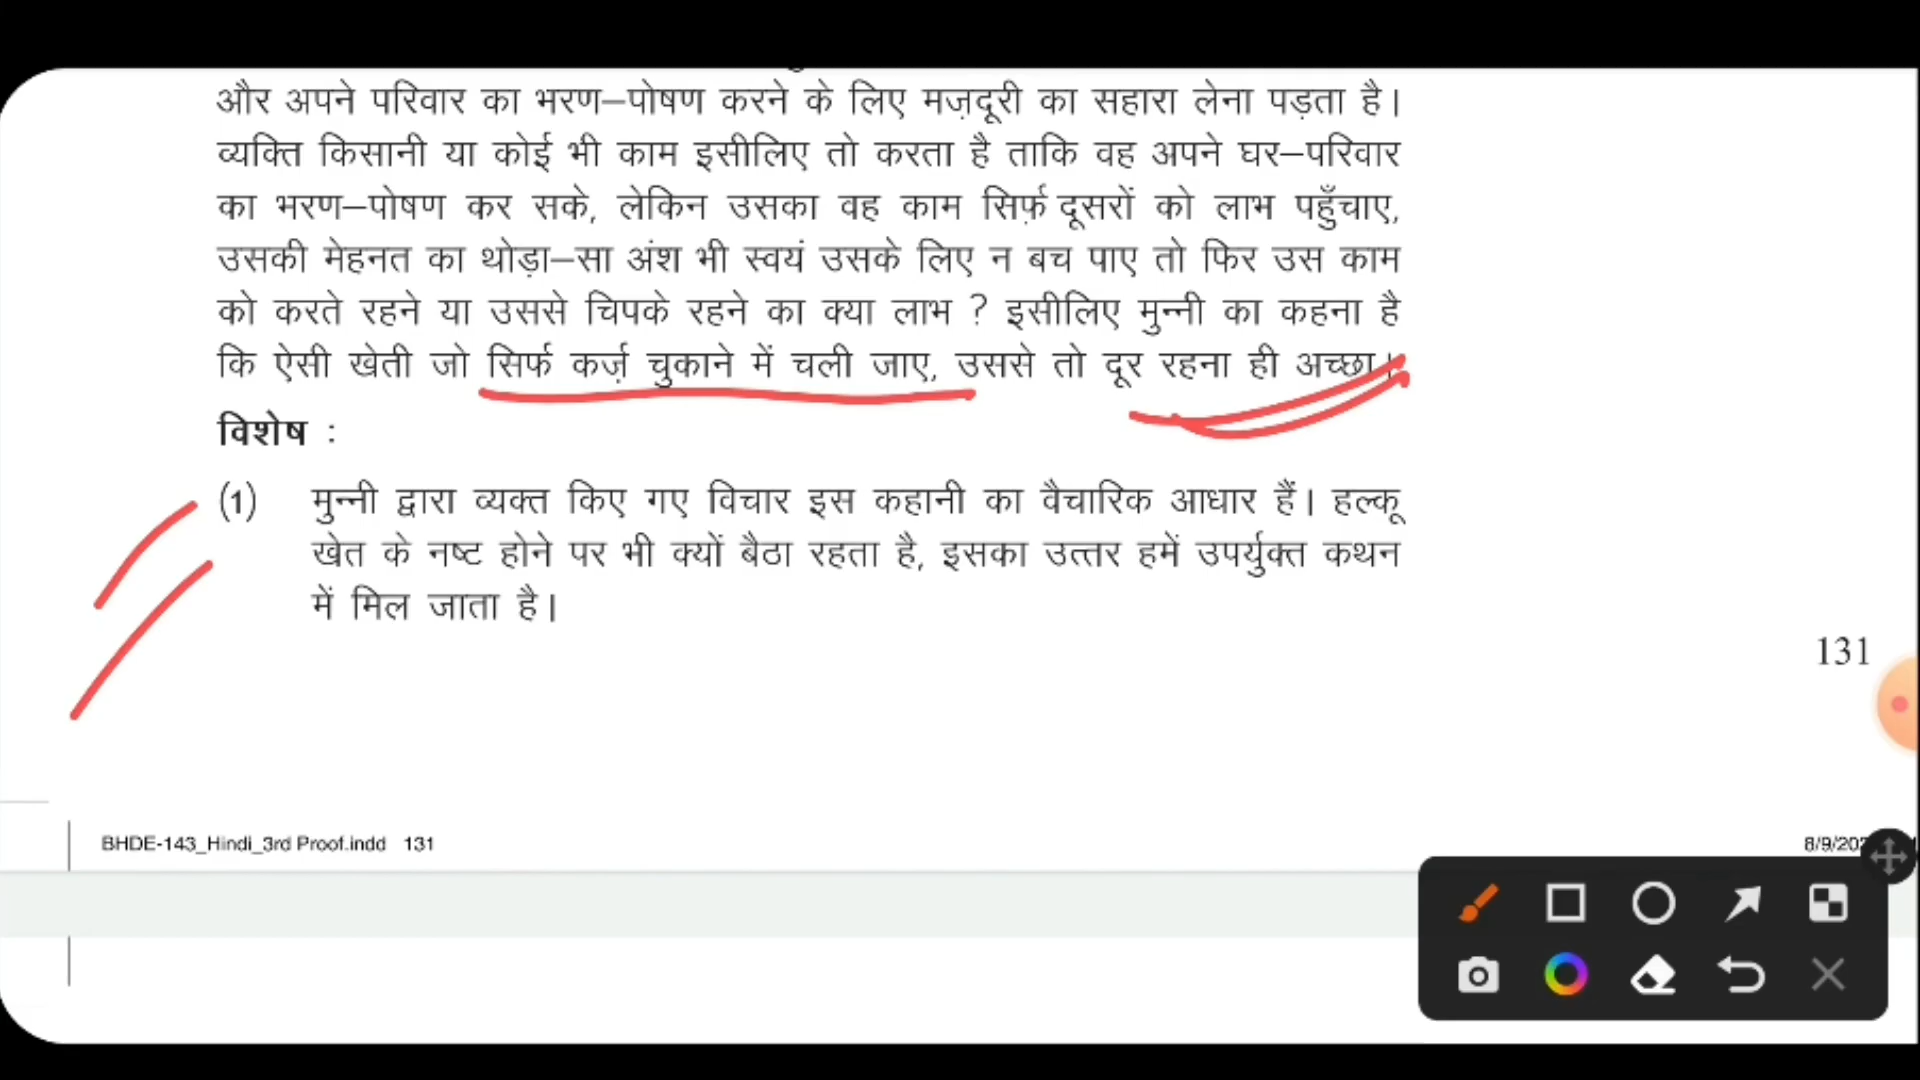 और अपने परिवार का भरण–पोषण करने के लिए मज़दूरी का सहारा लेना पड़ता है।
व्यक्ति किसानी या कोई भी काम इसीलिए तो करता है ताकि वह अपने घर–परिवार
का भरण–पोषण कर सके, लेकिन उसका वह काम सिर्फ़ दूसरों को लाभ पहुँचाए,
उसकी मेहनत का थोड़ा–सा अंश भी स्वयं उसके लिए न बच पाए तो फिर उस काम
को करते रहने या उससे चिपके रहने का क्या लाभ ? इसीलिए मुन्नी का कहना है
कि ऐसी खेती जो सिर्फ कर्ज़ चुकाने में चली जाए, उससे तो दूर रहना ही अच्छा।
विशेष :
(1) मुन्नी द्वारा व्यक्त किए गए विचार इस कहानी का वैचारिक आधार हैं। हल्कू
खेत के नष्ट होने पर भी क्यों बैठा रहता है, इसका उत्तर हमें उपर्युक्त कथन
में मिल जाता है।
131
BHDE-143_Hindi_3rd Proof.indd 131